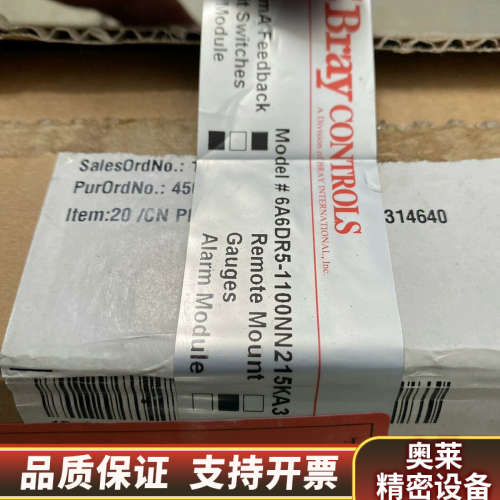 Bray CONTROLS
A Division of BRAY INTERNATIONAL, Inc.
mA Feedback
t Switches
Module
Model # 6A6DR5-1100NN215KA3
Remote Mount
Gauges
Alarm Module
SalesOrdNo.: 1
PurOrdNo.: 45
Item:20 /CN P
314640
品质保证 支持开票
奥莱
精密设备